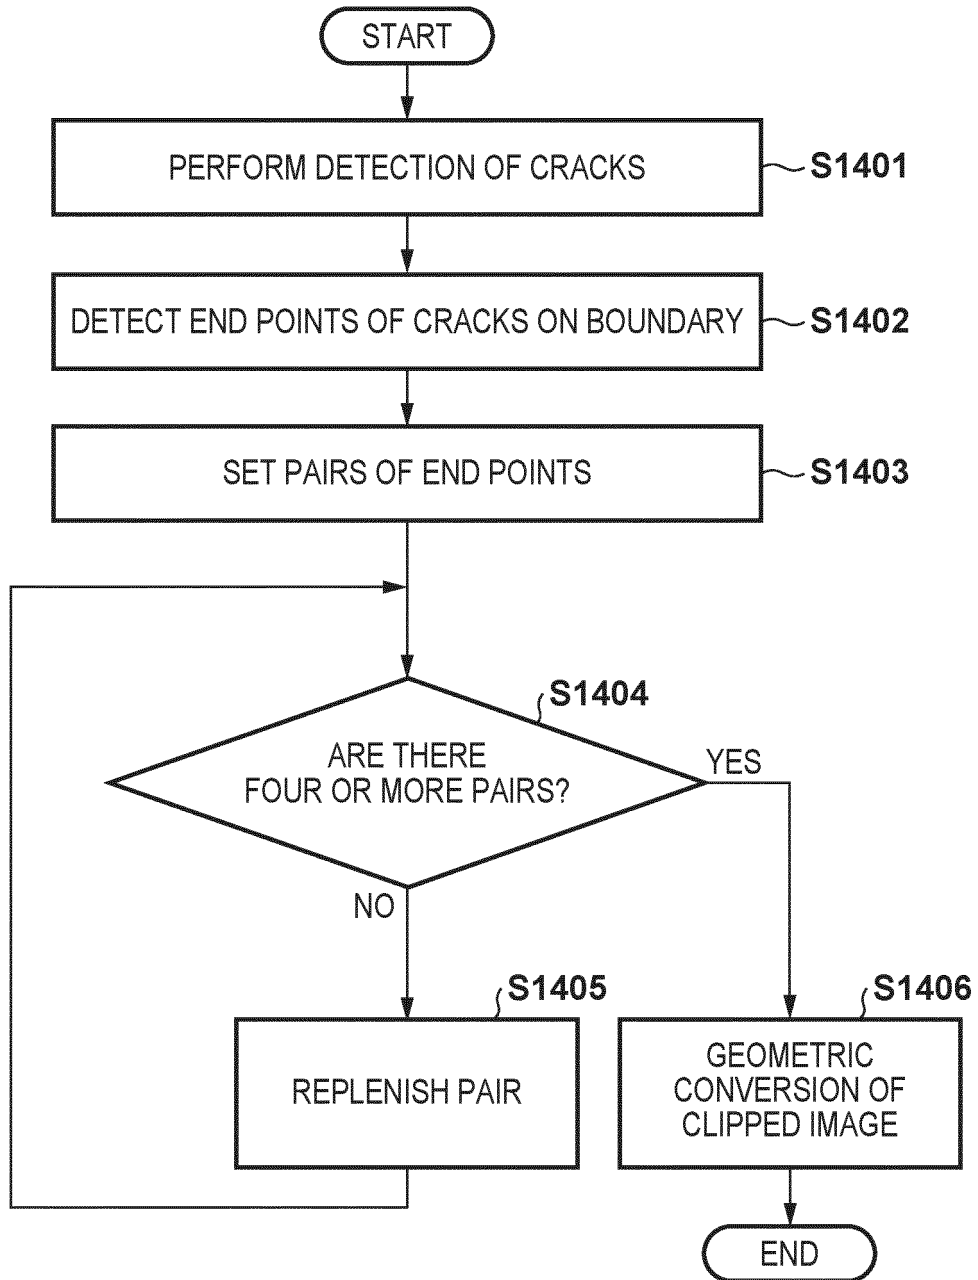 START
PERFORM DETECTION OF CRACKS
S1401
DETECT END POINTS OF CRACKS ON BOUNDARY
S1402
SET PAIRS OF END POINTS
S1403
S1404
ARE THERE
FOUR OR MORE PAIRS?
YES
NO
S1405
REPLENISH PAIR
S1406
GEOMETRIC
CONVERSION OF
CLIPPED IMAGE
END